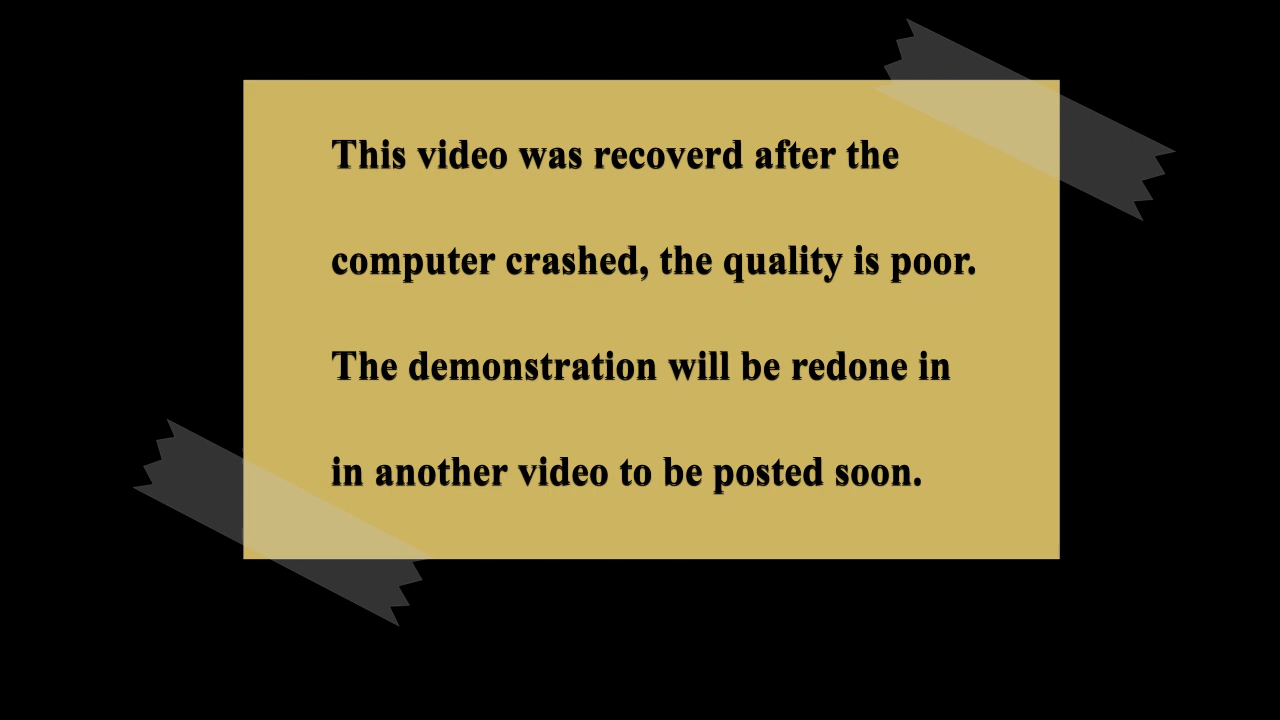 This video was recoverd after the
computer crashed, the quality is poor.
The demonstration will be redone in
in another video to be posted soon.